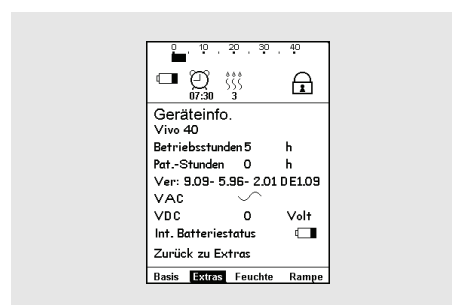 0 . 10 . 20 . 30 . 40
07:30 3
Geräteinfo.
Vivo 40
Betriebsstunden 5 h
Pat.-Stunden 0 h
Ver: 9.09- 5.96- 2.01 DE1.09
VAC
VDC 0 Volt
Int. Batteriestatus
Zurück zu Extras
Basis Extras Feuchte Rampe